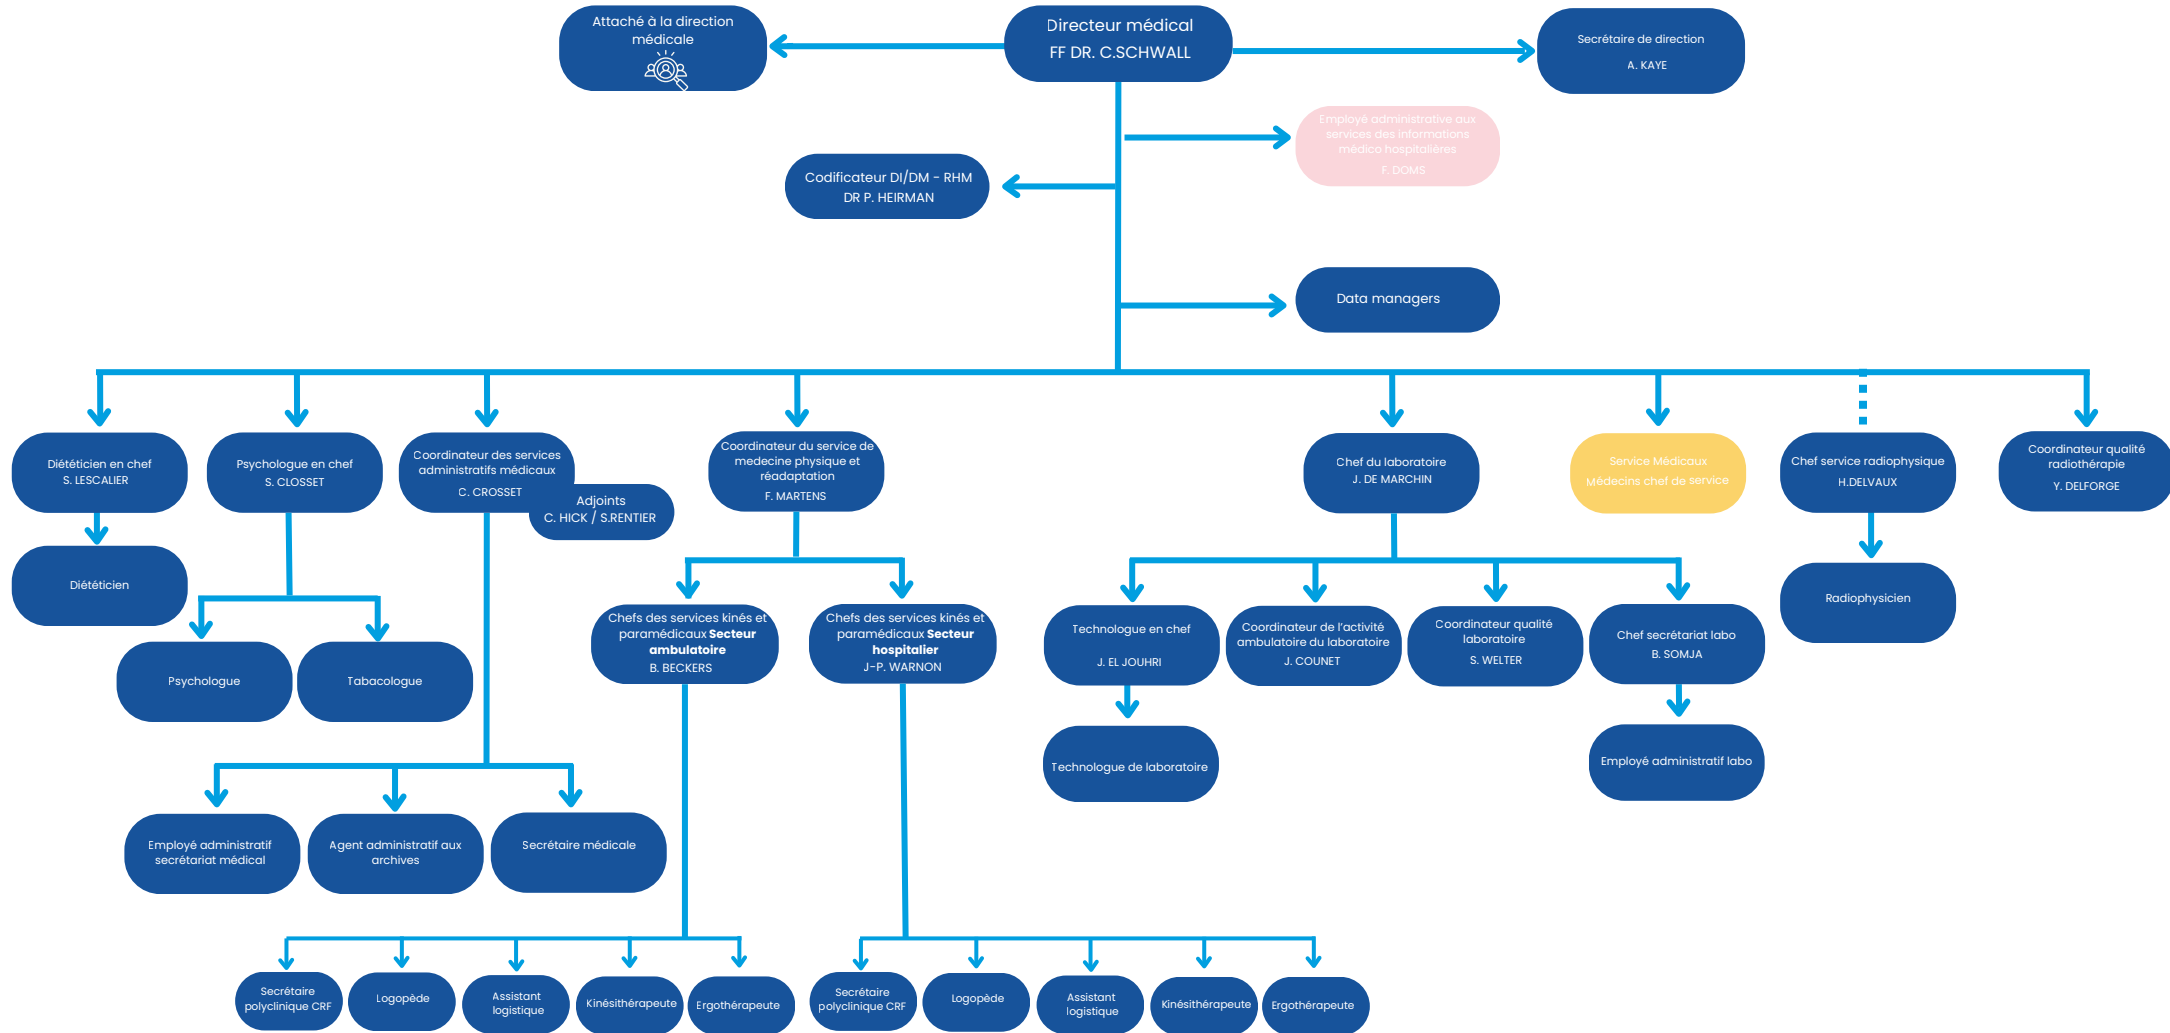 Attaché à la direction
médicale
Directeur médical
FF DR. C.SCHWALL
Secrétaire de direction
A. KAYE
Employé administrative aux
services des informations
médico hospitalières
F. DOMS
Codificateur DI/DM - RHM
DR P. HEIRMAN
Data managers
Diététicien en chef
S. LESCALIER
Psychologue en chef
S. CLOSSET
Coordinateur des services
administratifs médicaux
C. CROSSET
Adjoints
C. HICK / S.RENTIER
Coordinateur du service de
medecine physique et
réadaptation
F. MARTENS
Chef du laboratoire
J. DE MARCHIN
Service Médicaux
Médecins chef de service
Chef service radiophysique
H.DELVAUX
Coordinateur qualité
radiothérapie
Y. DELFORGE
Diététicien
Psychologue
Tabacologue
Chefs des services kinés et
paramédicaux Secteur
ambulatoire
B. BECKERS
Chefs des services kinés et
paramédicaux Secteur
hospitalier
J-P. WARNON
Technologue en chef
J. EL JOUHRI
Coordinateur de l'activité
ambulatoire du laboratoire
J. COUNET
Coordinateur qualité
laboratoire
S. WELTER
Chef secrétariat labo
B. SOMJA
Radiophysicien
Technologue de laboratoire
Employé administratif labo
Employé administratif
secrétariat médical
Agent administratif aux
archives
Secrétaire médicale
Secrétaire
polyclinique CRF
Logopède
Assistant
logistique
Kinésithérapeute
Ergothérapeute
Secrétaire
polyclinique CRF
Logopède
Assistant
logistique
Kinésithérapeute
Ergothérapeute